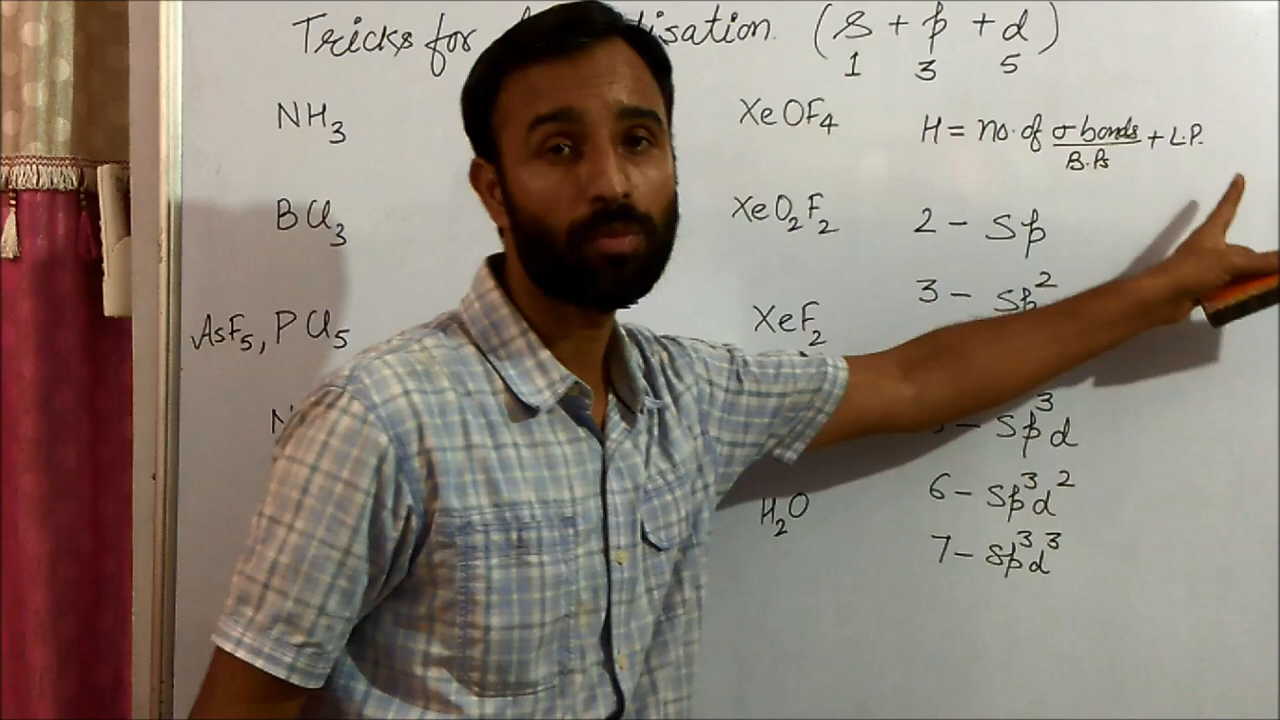 Tricks for isation (s + p + d)
1 3 5
NH3
BCl3
AsF5, PCl5
N
XeOF4
XeO2F2
XeF2
H2O
H = no. of σ bonds + L.P.
B.Ps
2 - sp
3 - sp2
- sp3d
6 - sp3d2
7 - sp3d3